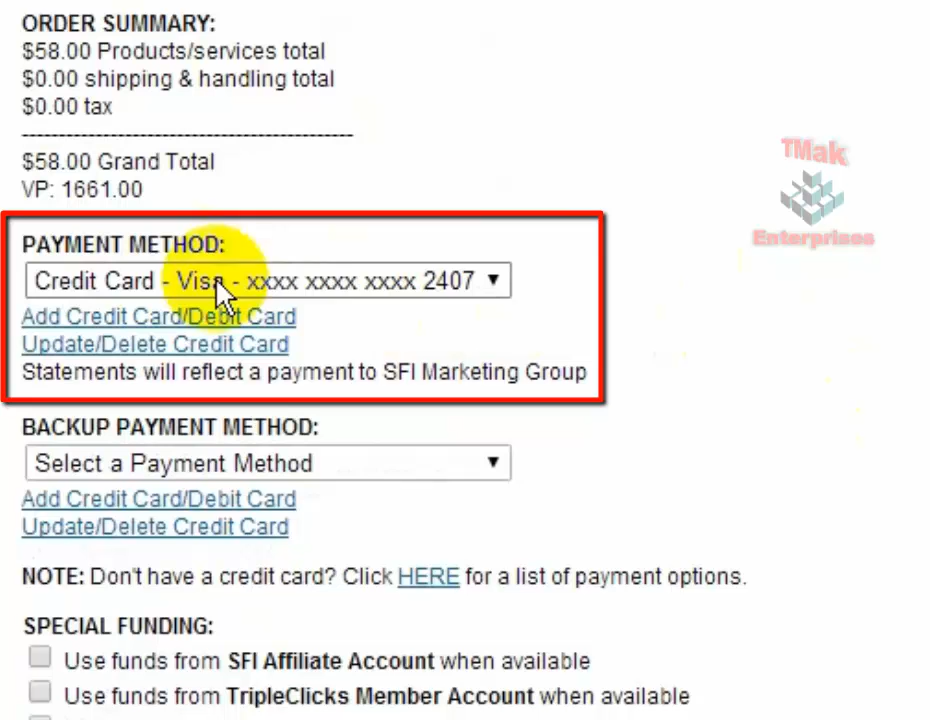 ORDER SUMMARY:
$58.00 Products/services total
$0.00 shipping & handling total
$0.00 tax
------------------------------------------------
$58.00 Grand Total
VP: 1661.00
TMak
Enterprises
PAYMENT METHOD:
Credit Card - Visa - xxxx xxxx xxxx 2407
Add Credit Card/Debit Card
Update/Delete Credit Card
Statements will reflect a payment to SFI Marketing Group
BACKUP PAYMENT METHOD:
Select a Payment Method
Add Credit Card/Debit Card
Update/Delete Credit Card
NOTE: Don't have a credit card? Click HERE for a list of payment options.
SPECIAL FUNDING:
Use funds from SFI Affiliate Account when available
Use funds from TripleClicks Member Account when available